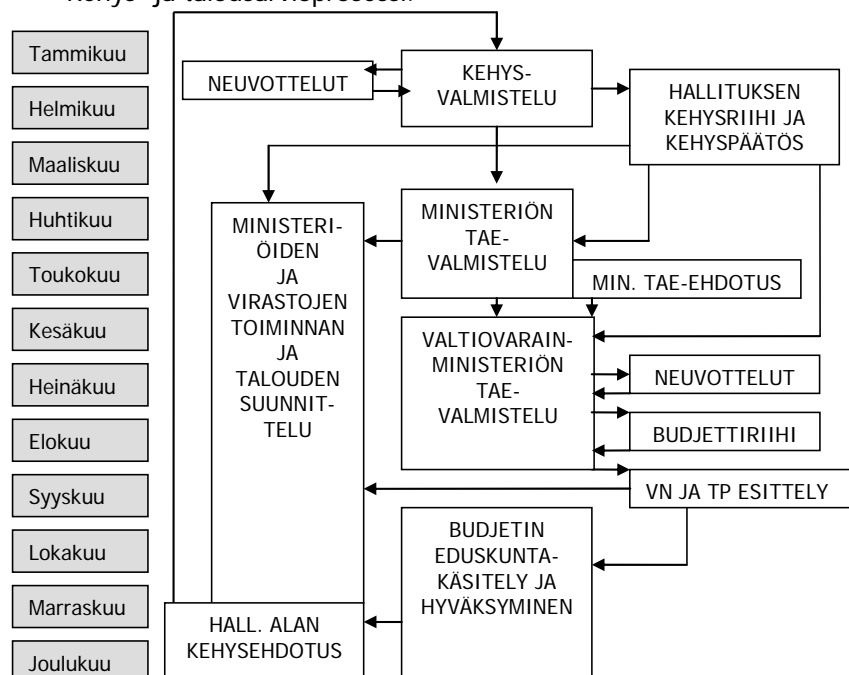 Kehys- ja talousarvioprosessi
Tammikuu
Helmikuu
Maaliskuu
Huhtikuu
Toukokuu
Kesäkuu
Heinäkuu
Elokuu
Syyskuu
Lokakuu
Marraskuu
Joulukuu
NEUVOTTELUT
KEHYS-
VALMISTELU
HALLITUKSEN
KEHYSRIIHI JA
KEHYSPÄÄTÖS
MINISTERI-
ÖIDEN
JA
VIRASTOJEN
TOIMINNAN
JA
TALOUDEN
SUUNNIT-
TELU
MINISTERIÖN
TAE-
VALMISTELU
MIN. TAE-EHDOTUS
VALTIOVARAIN-
MINISTERIÖN
TAE-
VALMISTELU
NEUVOTTELUT
BUDJETTIRIIHI
VN JA TP ESITTELY
BUDJETIN
EDUSKUNTA-
KÄSITELY JA
HYVÄKSYMINEN
HALL. ALAN
KEHYSEHDOTUS